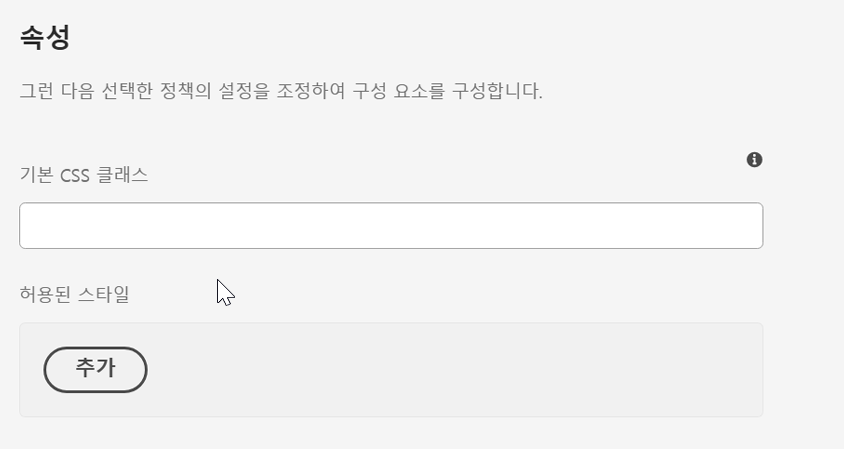 속성
그런 다음 선택한 정책의 설정을 조정하여 구성 요소를 구성합니다.
기본 CSS 클래스
허용된 스타일
추가